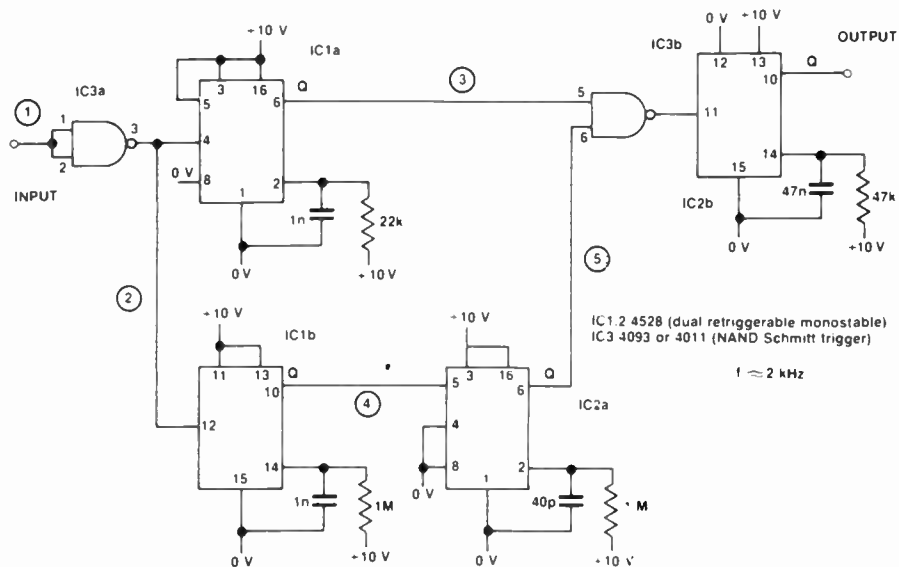 +10 V
IC1a
3
16
5
Q
6
4
8
0 V
1
2
1n
22k
0 V
+10 V
1
IC3a
1
2
3
INPUT
3
5
6
0 V
+10 V
IC3b
12
13
OUTPUT
Q
10
11
14
15
IC2b
47n
47k
0 V
+10 V
2
5
+10 V
IC1b
11
13
Q
10
12
14
15
1n
1M
0 V
+10 V
4
+10 V
3
16
Q
5
6
IC2a
4
8
0 V
1
2
40p
1 M
0 V
+10 V
IC1.2 4528 (dual retriggerable monostable)
IC3 4093 or 4011 (NAND Schmitt trigger)
f ≈ 2 kHz